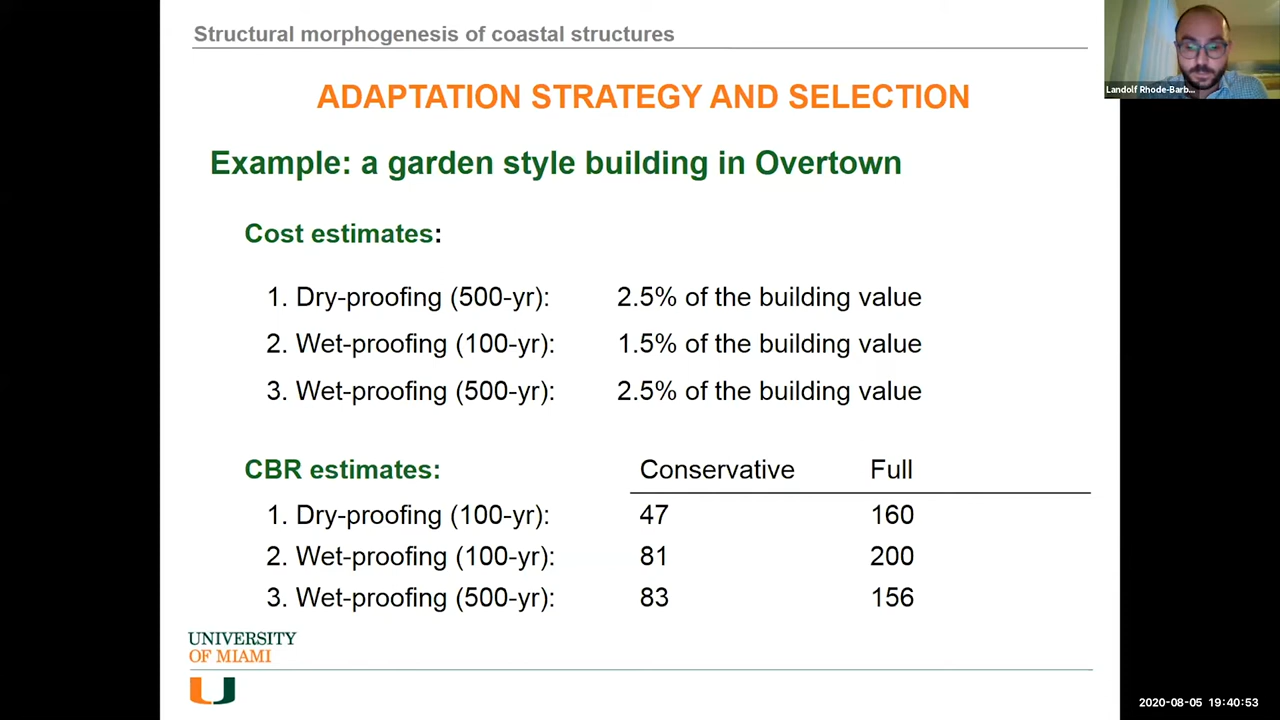 Structural morphogenesis of coastal structures
ADAPTATION STRATEGY AND SELECTION
Example: a garden style building in Overtown
Cost estimates:
1. Dry-proofing (500-yr): 2.5% of the building value
2. Wet-proofing (100-yr): 1.5% of the building value
3. Wet-proofing (500-yr): 2.5% of the building value
CBR estimates: Conservative Full
1. Dry-proofing (100-yr): 47 160
2. Wet-proofing (100-yr): 81 200
3. Wet-proofing (500-yr): 83 156
UNIVERSITY
OF MIAMI
Landolf Rhode-Barb...
2020-08-05 19:40:53